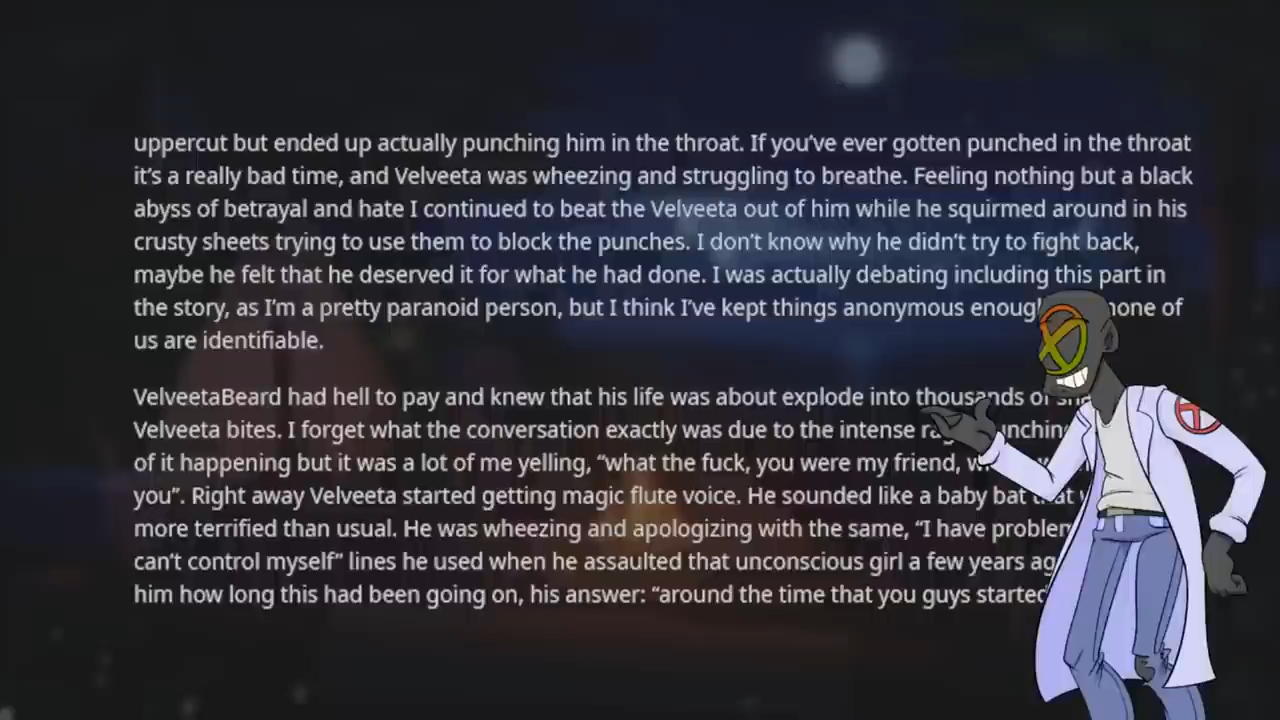 uppercut but ended up actually punching him in the throat. If you’ve ever gotten punched in the throat
it’s a really bad time, and Velveeta was wheezing and struggling to breathe. Feeling nothing but a black
abyss of betrayal and hate I continued to beat the Velveeta out of him while he squirmed around in his
crusty sheets trying to use them to block the punches. I don’t know why he didn’t try to fight back,
maybe he felt that he deserved it for what he had done. I was actually debating including this part in
the story, as I’m a pretty paranoid person, but I think I’ve kept things anonymous none of
us are identifiable.
VelveetaBeard had hell to pay and knew that his life was about explode into thousands of
Velveeta bites. I forget what the conversation exactly was due to the intense
of it happening but it was a lot of me yelling, “what the fuck, you were my friend,
you”. Right away Velveeta started getting magic flute voice. He sounded like a baby bat that
more terrified than usual. He was wheezing and apologizing with the same, “I have
can’t control myself” lines he used when he assaulted that unconscious girl a few years
him how long this had been going on, his answer: “around the time that you guys started